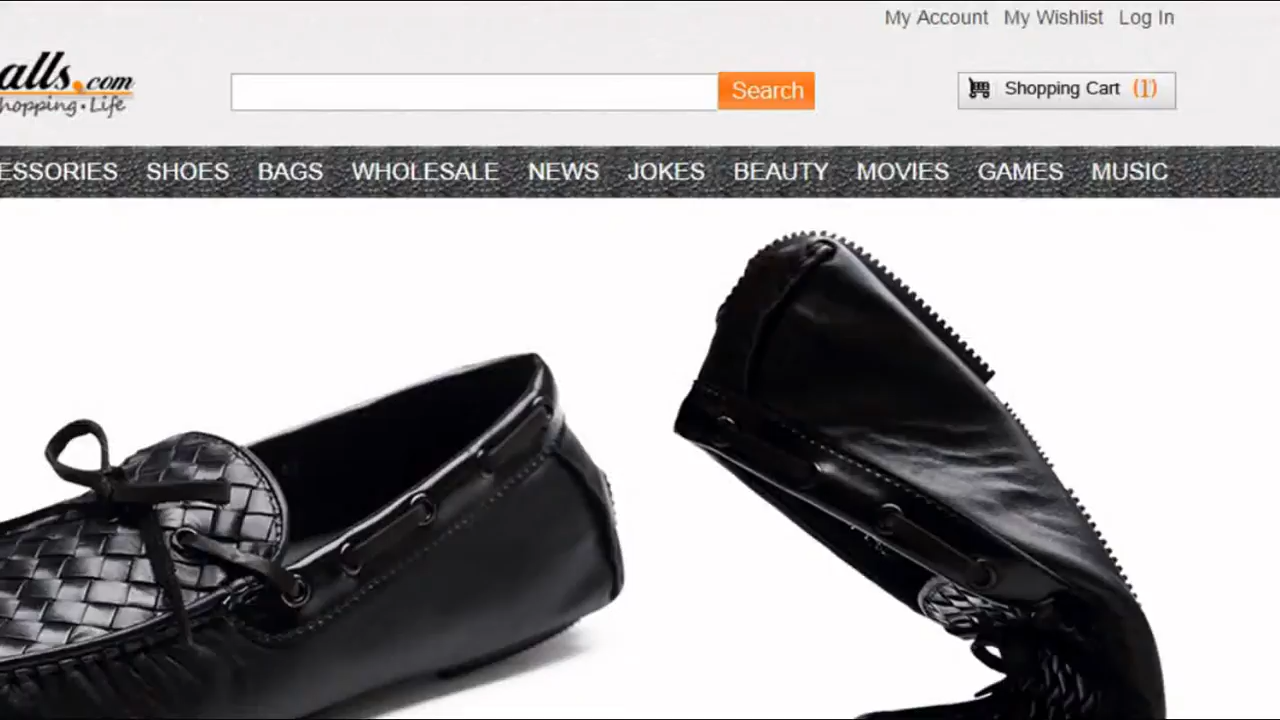 My Account My Wishlist Log In
alls.com
hopping • Life
Search
Shopping Cart (1)
ESSORIES SHOES BAGS WHOLESALE NEWS JOKES BEAUTY MOVIES GAMES MUSIC